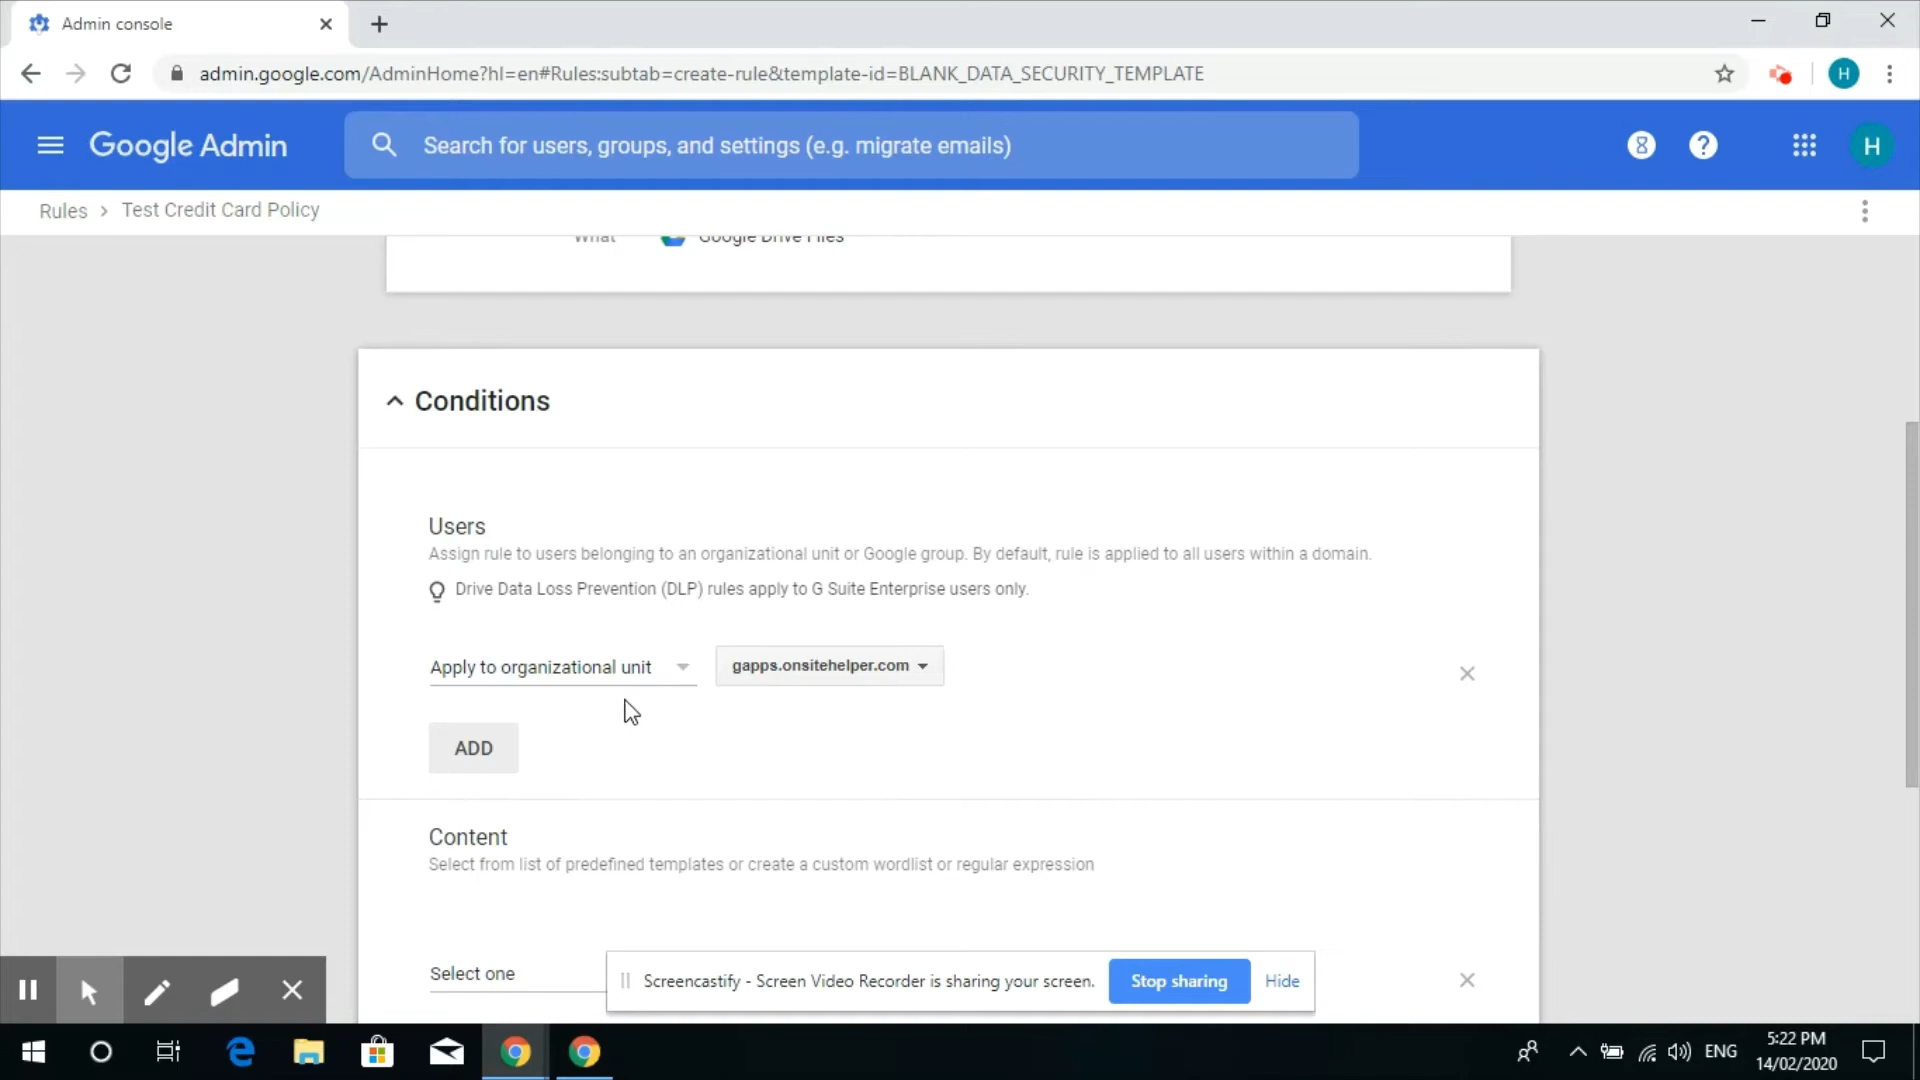 Admin console
admin.google.com/AdminHome?hl=en#Rules:subtab=create-rule&template-id=BLANK_DATA_SECURITY_TEMPLATE
H
Google Admin
Search for users, groups, and settings (e.g. migrate emails)
H
Rules > Test Credit Card Policy
What Google Drive Files
Conditions
Users
Assign rule to users belonging to an organizational unit or Google group. By default, rule is applied to all users within a domain.
Drive Data Loss Prevention (DLP) rules apply to G Suite Enterprise users only.
Apply to organizational unit
gapps.onsitehelper.com
ADD
Content
Select from list of predefined templates or create a custom wordlist or regular expression
Select one
Screencastify - Screen Video Recorder is sharing your screen.
Stop sharing
Hide
ENG
5:22 PM
14/02/2020